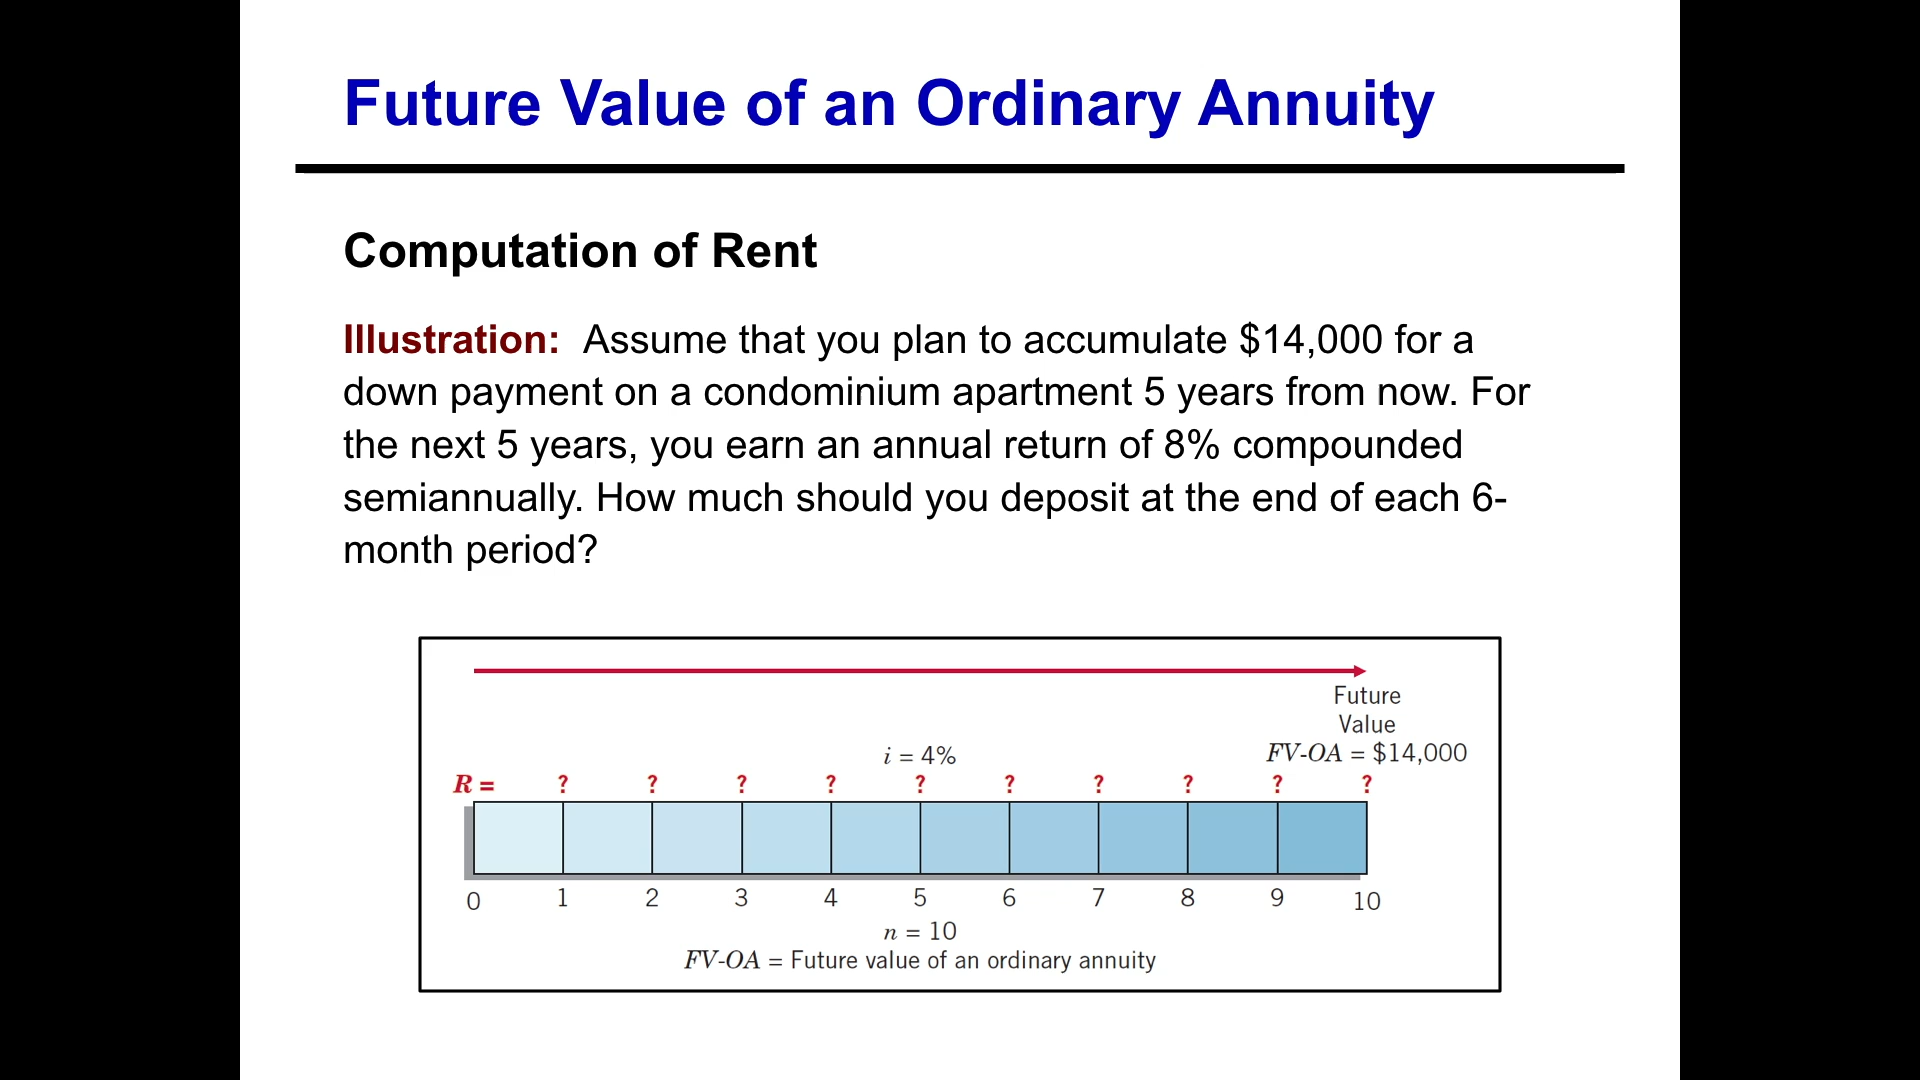 Future Value of an Ordinary Annuity
Computation of Rent
Illustration: Assume that you plan to accumulate $14,000 for a
down payment on a condominium apartment 5 years from now. For
the next 5 years, you earn an annual return of 8% compounded
semiannually. How much should you deposit at the end of each 6-
month period?
Future
Value
i = 4%
FV-OA = $14,000
R = ? ? ? ? ? ? ? ? ? ?
0 1 2 3 4 5 6 7 8 9 10
n = 10
FV-OA = Future value of an ordinary annuity